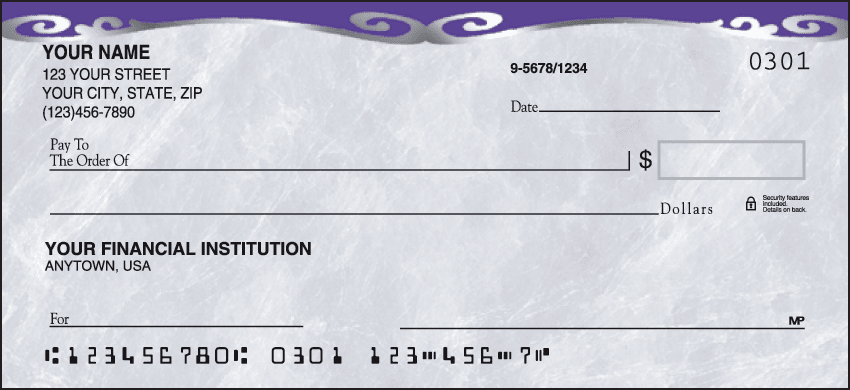 YOUR NAME
123 YOUR STREET
YOUR CITY, STATE, ZIP
(123)456-7890
9-5678/1234
0301
Date
Pay To
The Order Of
$
Dollars
Security features
Included.
Details on back.
YOUR FINANCIAL INSTITUTION
ANYTOWN, USA
For
MP
⑆123456780⑆ 0301 123⑉456⑉7⑈